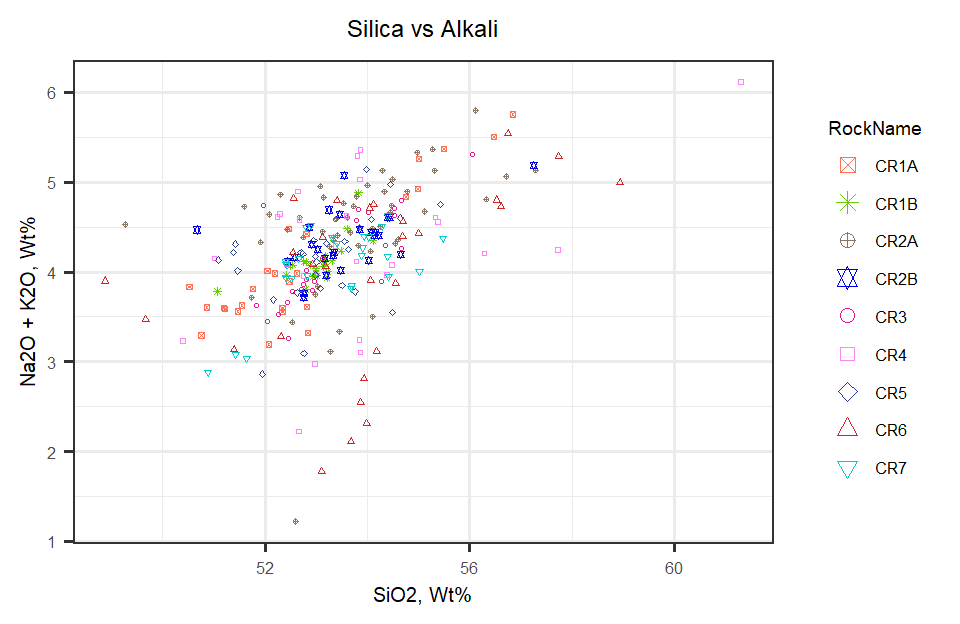 Silica vs Alkali
6
5
4
3
2
1
Na2O + K2O, Wt%
52
56
60
SiO2, Wt%
RockName
CR1A
CR1B
CR2A
CR2B
CR3
CR4
CR5
CR6
CR7